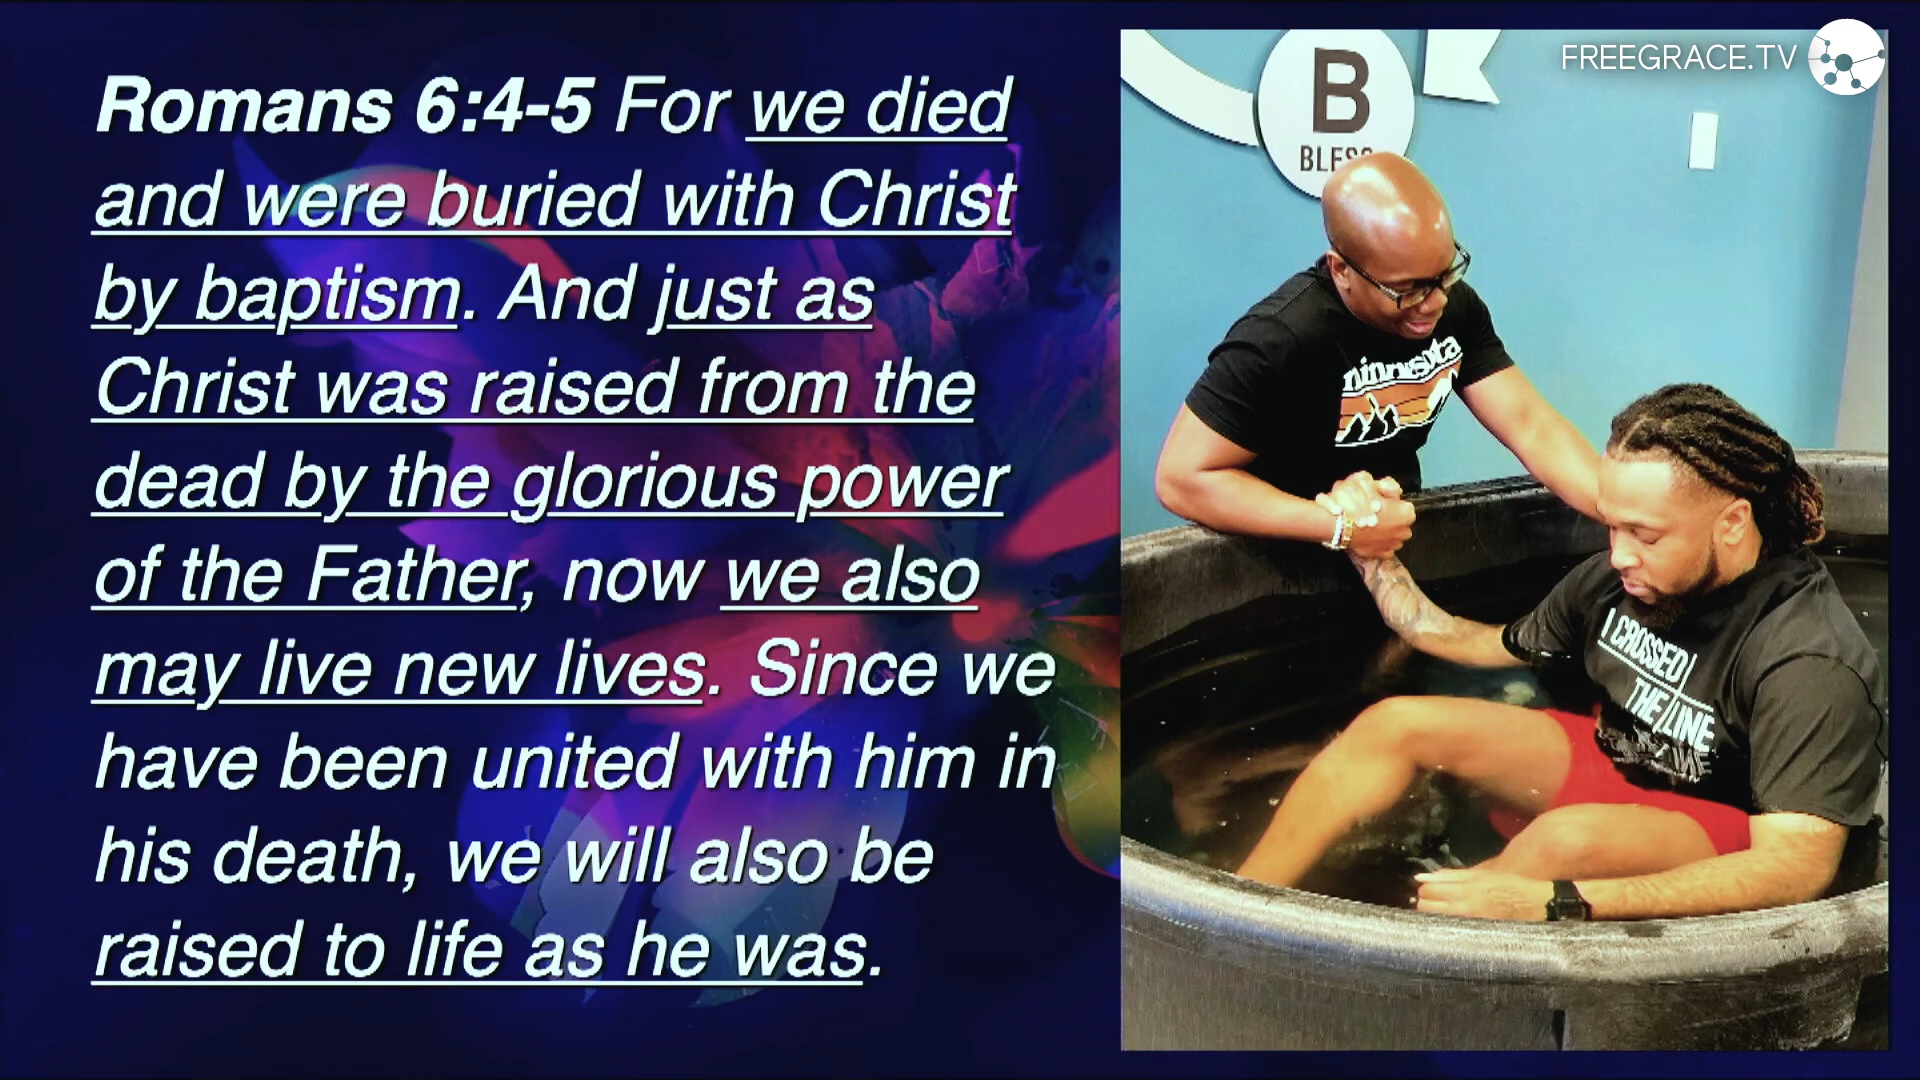 Romans 6:4-5 For we died
and were buried with Christ
by baptism. And just as
Christ was raised from the
dead by the glorious power
of the Father, now we also
may live new lives. Since we
have been united with him in
his death, we will also be
raised to life as he was.
FREEGRACE.TV
B
BLESS
minnesota
I CROSSED
THE LINE